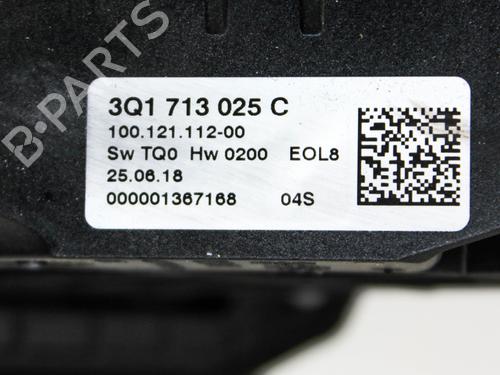 B-PARTS
3Q1 713 025 C
100.121.112-00
Sw TQ0 Hw 0200 EOL8
25.06.18
000001367168 04S